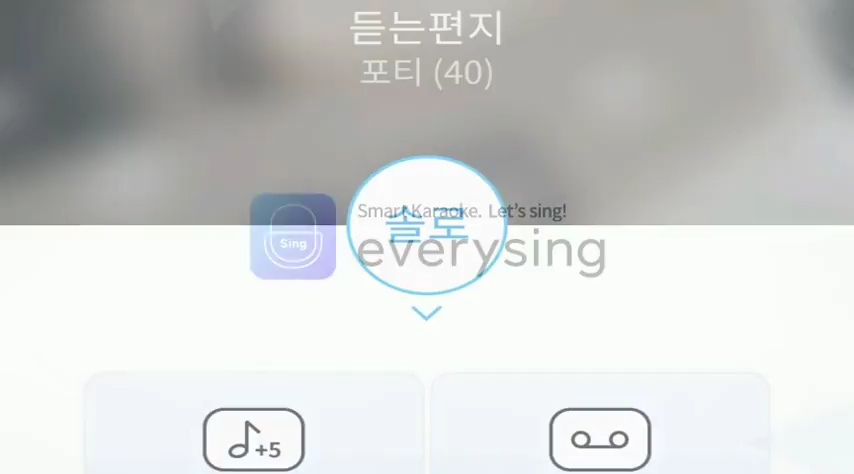 듣는편지
포티 (40)
Smart Karaoke. Let's sing!
솔로
Sing
everysing
+5